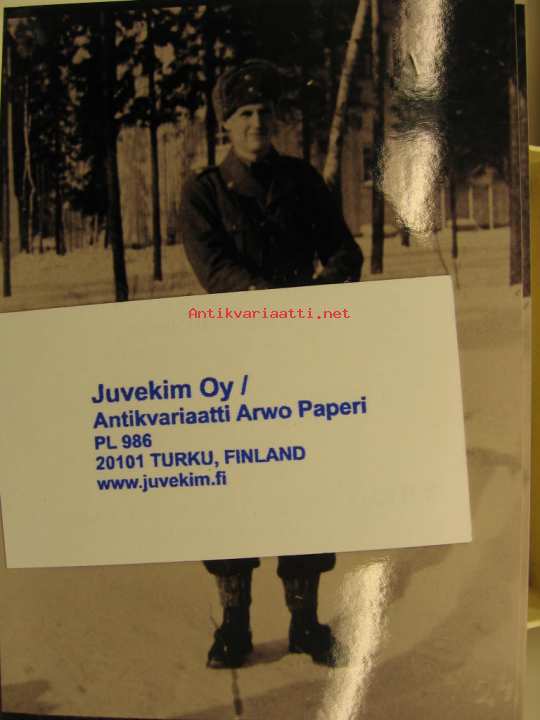 Antikvariaatti.net
Juvekim Oy /
Antikvariaatti Arwo Paperi
PL 986
20101 TURKU, FINLAND
www.juvekim.fi